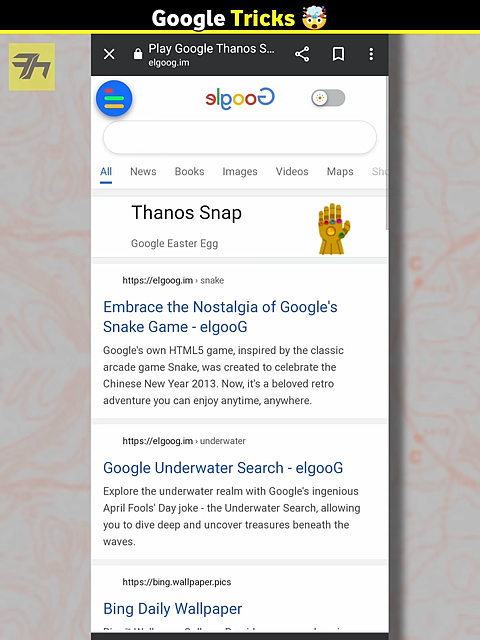 Google Tricks 🤯
Play Google Thanos S...
elgoog.im
Google
All News Books Images Videos Maps Sho
Thanos Snap
Google Easter Egg
https://elgoog.im › snake
Embrace the Nostalgia of Google's
Snake Game - elgooG
Google's own HTML5 game, inspired by the classic
arcade game Snake, was created to celebrate the
Chinese New Year 2013. Now, it's a beloved retro
adventure you can enjoy anytime, anywhere.
https://elgoog.im › underwater
Google Underwater Search - elgooG
Explore the underwater realm with Google's ingenious
April Fools' Day joke - the Underwater Search, allowing
you to dive deep and uncover treasures beneath the
waves.
https://bing.wallpaper.pics
Bing Daily Wallpaper